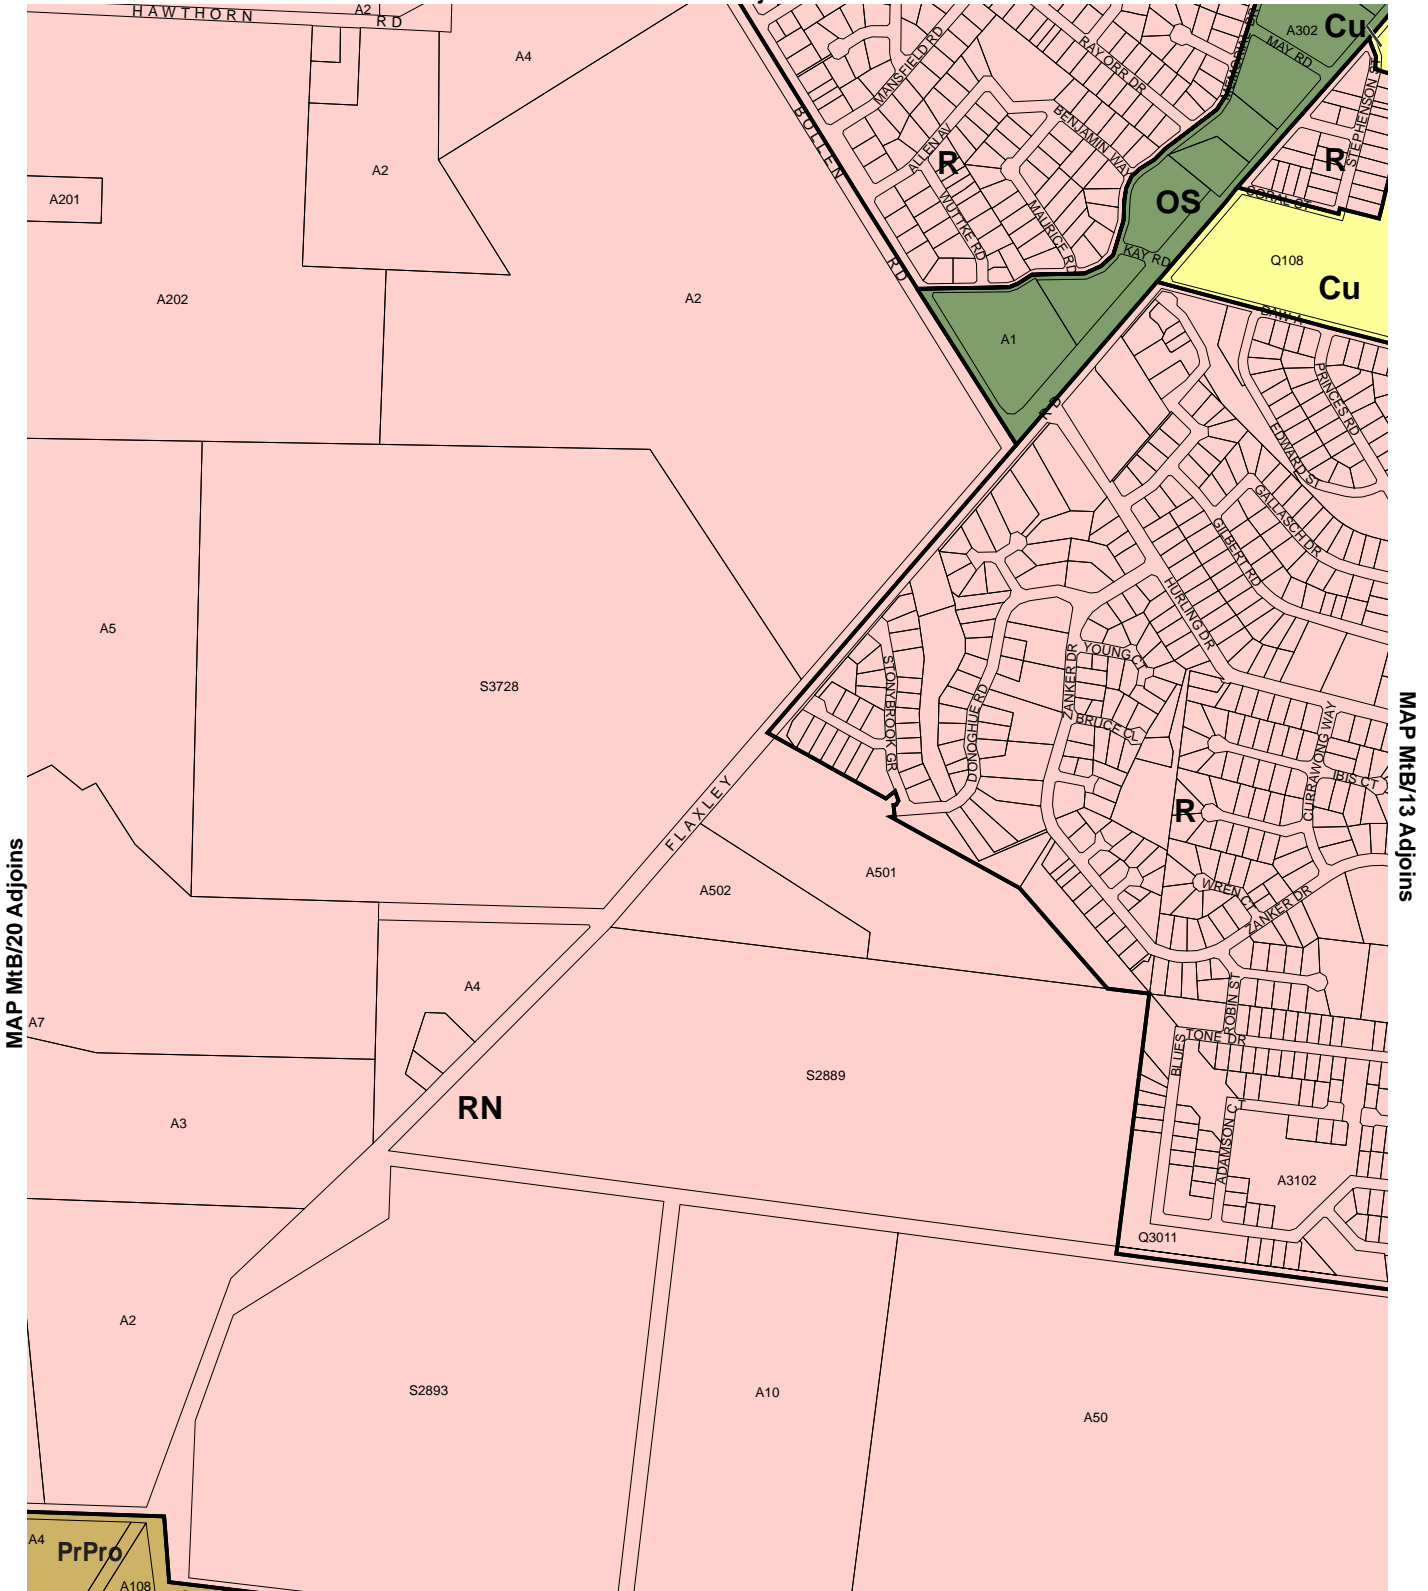 HAWTHORN
RD
A2
A4
A302
Cu
MAY RD
MANSFIELD RD
RAY ORR DR
STEPHENSON
BOLLEN
RD
BENJAMIN WAY
ALLEN AV
R
R
A2
A201
OS
WUTTKE RD
MAURICE RD
CORAL CT
KAY RD
Q108
Cu
A202
A2
A1
RD
PRINCES RD
EDWARD ST
GALLASCH DR
GILBERT RD
HURLING DR
A5
S3728
STONYBROOK GR
DONOGHUE RD
ZANKER DR
YOUNG CT
BRUCE CL
CURRAWONG WAY
IBIS CT
MAP MtB/13 Adjoins
R
FLAXLEY
A502
A501
WREN CT
ZANKER DR
MAP MtB/20 Adjoins
A4
A7
ROBIN ST
BLUES
TONE DR
S2889
RN
A3
ADAMSON CT
A3102
Q3011
A2
S2893
A10
A50
A4
PrPro
A108